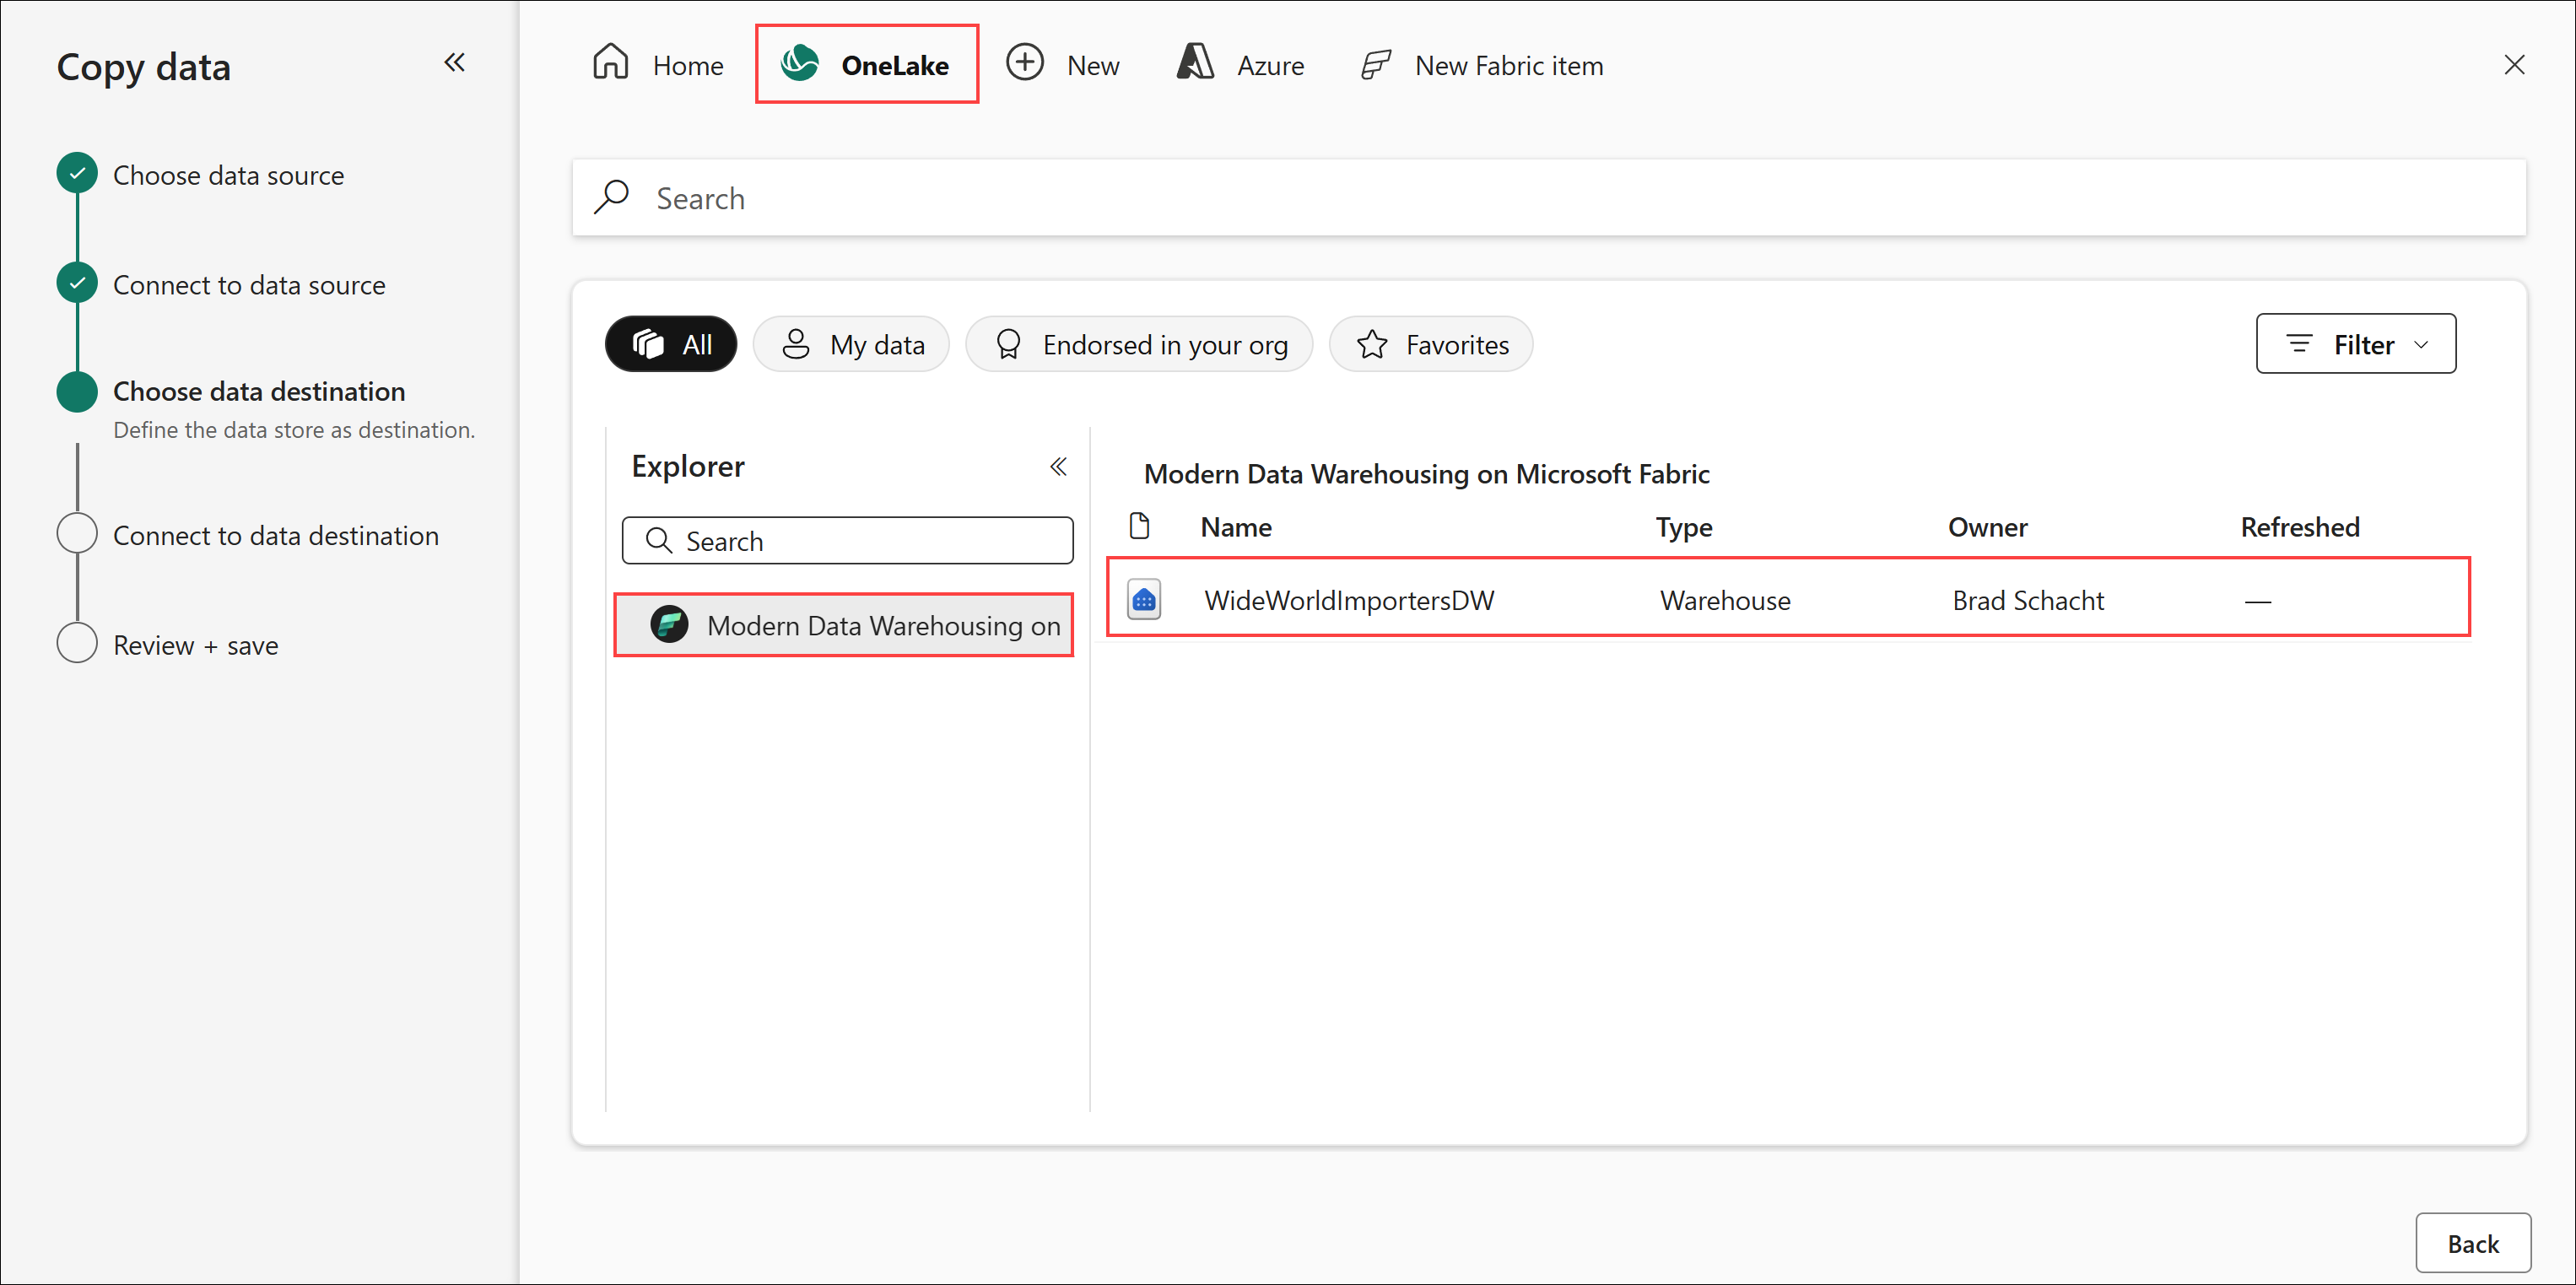 Copy data
Choose data source
Connect to data source
Choose data destination
Define the data store as destination.
Connect to data destination
Review + save
Home OneLake New Azure New Fabric item
Search
All My data Endorsed in your org Favorites Filter
Explorer
Search
Modern Data Warehousing on
Modern Data Warehousing on Microsoft Fabric
Name Type Owner Refreshed
WideWorldImportersDW Warehouse Brad Schacht —
Back